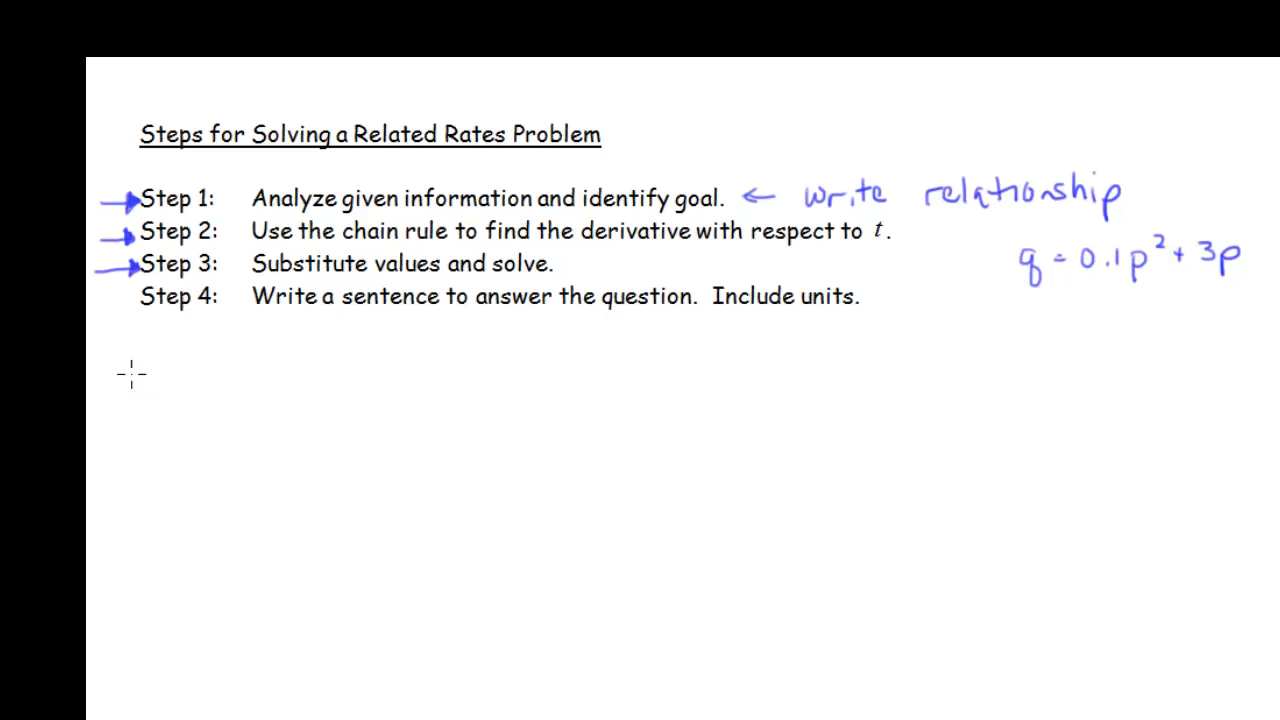 Steps for Solving a Related Rates Problem
Step 1: Analyze given information and identify goal. ← write relationship
Step 2: Use the chain rule to find the derivative with respect to t.
q = 0.1p² + 3p
Step 3: Substitute values and solve.
Step 4: Write a sentence to answer the question. Include units.